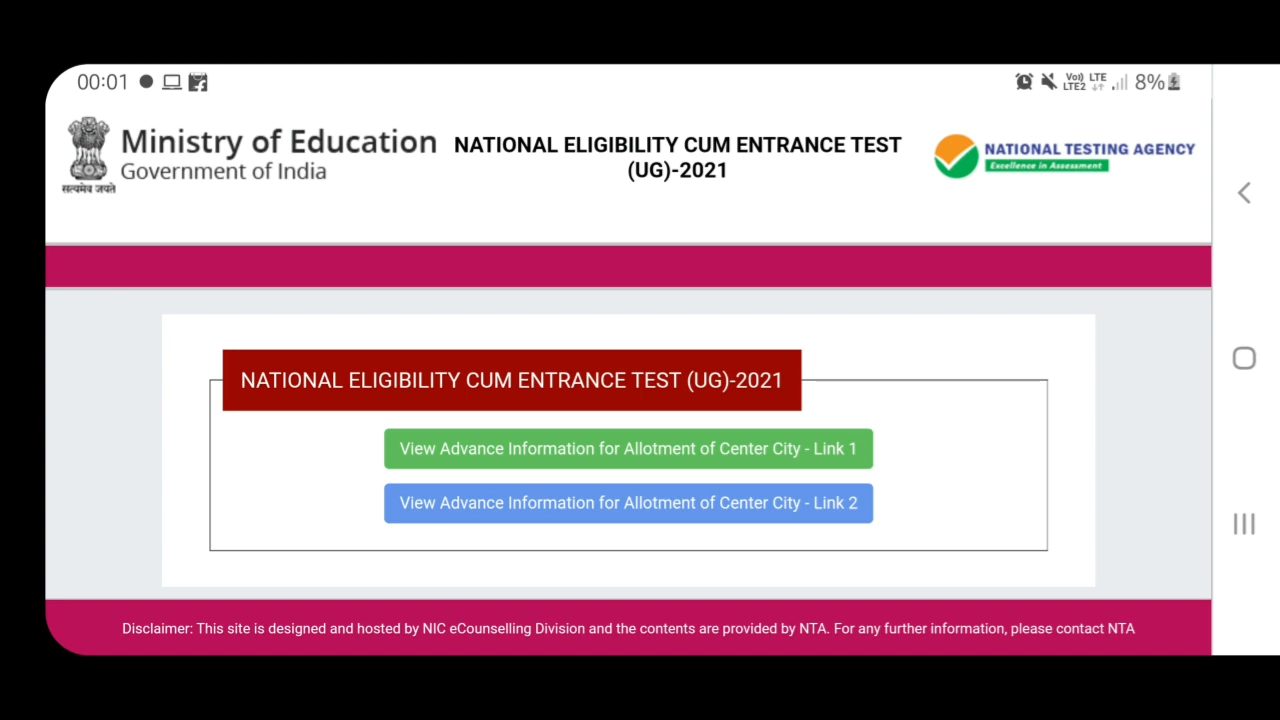 00:01
Vo) LTE
LTE2
8%
Ministry of Education
Government of India
सत्यमेव जयते
NATIONAL ELIGIBILITY CUM ENTRANCE TEST
(UG)-2021
NATIONAL TESTING AGENCY
Excellence in Assessment
NATIONAL ELIGIBILITY CUM ENTRANCE TEST (UG)-2021
View Advance Information for Allotment of Center City - Link 1
View Advance Information for Allotment of Center City - Link 2
Disclaimer: This site is designed and hosted by NIC eCounselling Division and the contents are provided by NTA. For any further information, please contact NTA